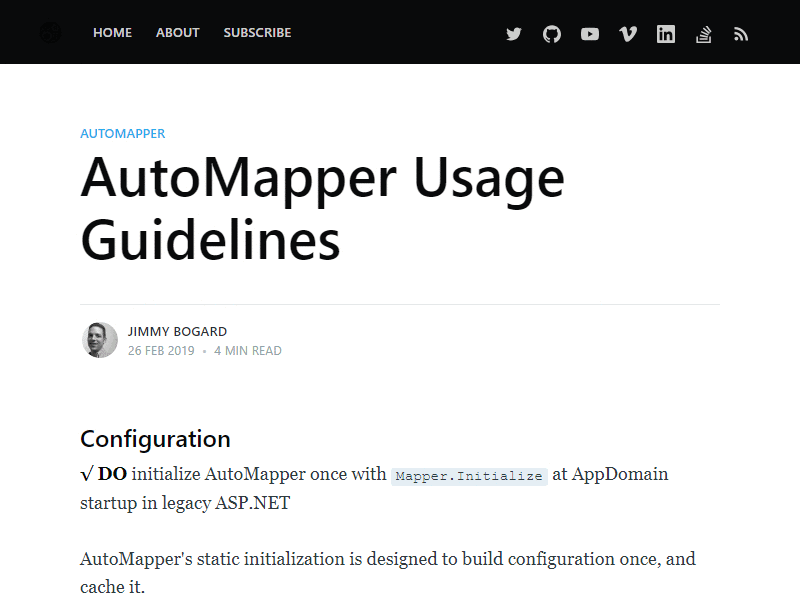 HOME ABOUT SUBSCRIBE
AUTOMAPPER
AutoMapper Usage
Guidelines
JIMMY BOGARD
26 FEB 2019 • 4 MIN READ
Configuration
√ DO initialize AutoMapper once with Mapper.Initialize at AppDomain
startup in legacy ASP.NET
AutoMapper's static initialization is designed to build configuration once, and
cache it.